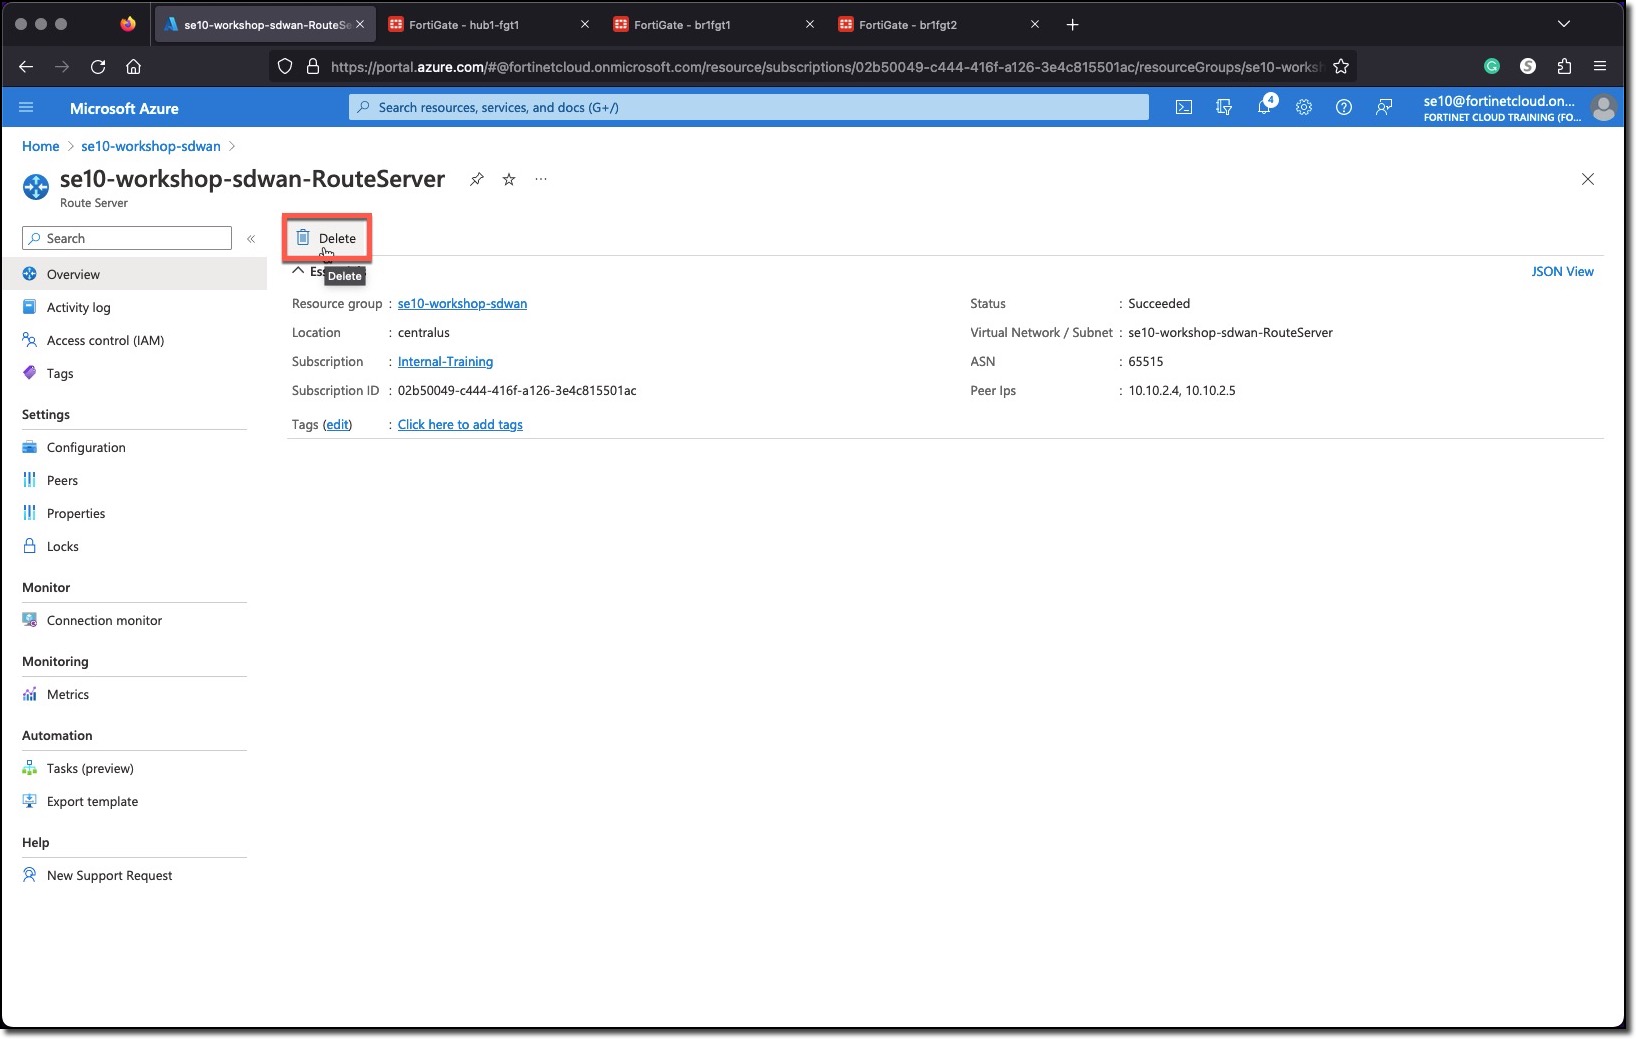 se10-workshop-sdwan-RouteSe
FortiGate - hub1-fgt1
FortiGate - br1fgt1
FortiGate - br1fgt2
https://portal.azure.com/#@fortinetcloud.onmicrosoft.com/resource/subscriptions/02b50049-c444-416f-a126-3e4c815501ac/resourceGroups/se10-worksh
Microsoft Azure
Search resources, services, and docs (G+/)
4
se10@fortinetcloud.on...
FORTINET CLOUD TRAINING (FO...
Home > se10-workshop-sdwan >
se10-workshop-sdwan-RouteServer
Route Server
Search
«
Delete
Delete
Overview
Activity log
Access control (IAM)
Tags
Settings
Configuration
Peers
Properties
Locks
Monitor
Connection monitor
Monitoring
Metrics
Automation
Tasks (preview)
Export template
Help
New Support Request
JSON View
Resource group : se10-workshop-sdwan
Location : centralus
Subscription : Internal-Training
Subscription ID : 02b50049-c444-416f-a126-3e4c815501ac
Tags (edit) : Click here to add tags
Status : Succeeded
Virtual Network / Subnet : se10-workshop-sdwan-RouteServer
ASN : 65515
Peer Ips : 10.10.2.4, 10.10.2.5